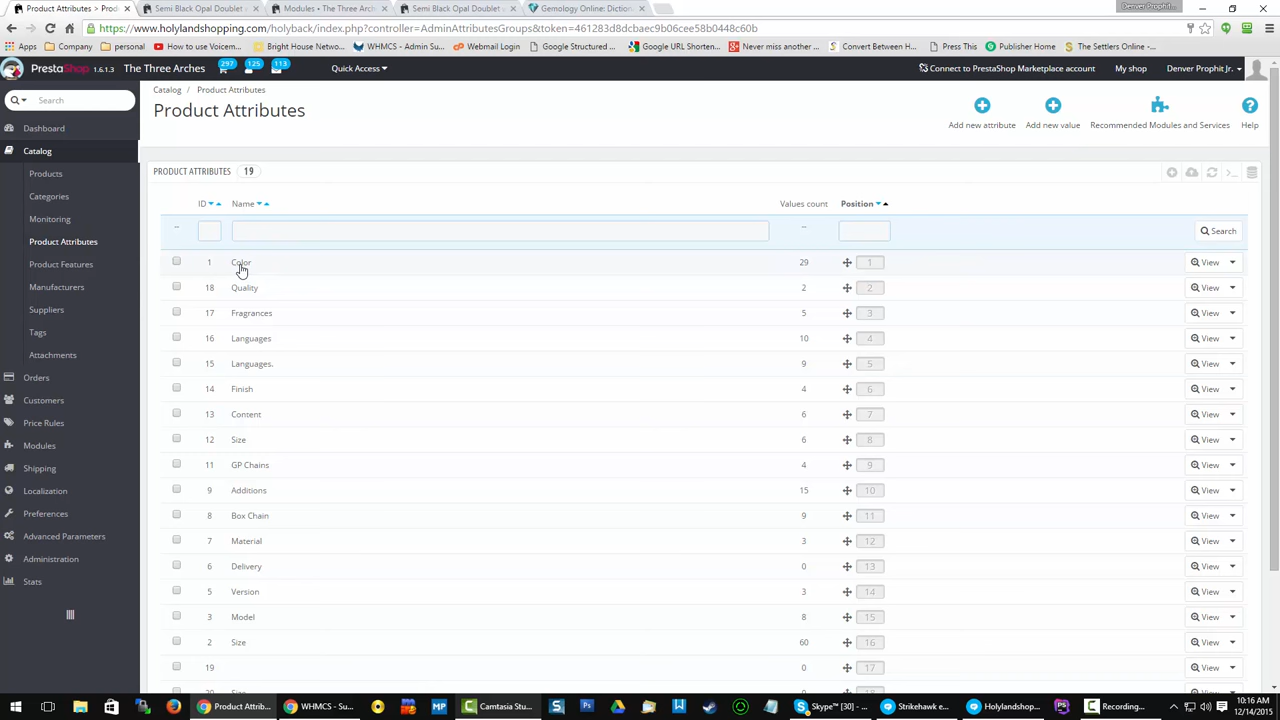 Product Attributes > Prod
Semi Black Opal Doublet
Modules • The Three Arche
Semi Black Opal Doublet
Gemology Online: Diction
Denver Prophit
https://www.holylandshopping.com/holyback/index.php?controller=AdminAttributesGroups&token=461283d8dcbaec9b06cee58db0448c60b
Apps
Company
personal
How to use Voicem...
Bright House Netwo...
WHMCS - Admin Su...
Webmail Login
Google Structured ...
Google URL Shorten...
Never miss another ...
Convert Between H...
Press This
Publisher Home
The Settlers Online -...
PRESTASHOP 1.6.1.3
The Three Arches
297
125
113
Quick Access
Connect to PrestaShop Marketplace account
My shop
Denver Prophit Jr.
Search
Dashboard
Catalog
Products
Categories
Monitoring
Product Attributes
Product Features
Manufacturers
Suppliers
Tags
Attachments
Orders
Customers
Price Rules
Modules
Shipping
Localization
Preferences
Advanced Parameters
Administration
Stats
Catalog / Product Attributes
Product Attributes
Add new attribute
Add new value
Recommended Modules and Services
Help
PRODUCT ATTRIBUTES 19
ID Name Values count Position
-- -- Search
1 Color 29 1 View
18 Quality 2 2 View
17 Fragrances 5 3 View
16 Languages 10 4 View
15 Languages. 9 5 View
14 Finish 4 6 View
13 Content 6 7 View
12 Size 6 8 View
11 GP Chains 4 9 View
9 Additions 15 10 View
8 Box Chain 9 11 View
7 Material 3 12 View
6 Delivery 0 13 View
5 Version 3 14 View
3 Model 8 15 View
2 Size 60 16 View
19 0 17 View
Product Attrib...
WHMCS - Su...
Camtasia Stu...
Skype™ [30] - ...
Strikehawk e...
Holylandshop...
Recording...
10:16 AM
12/14/2015